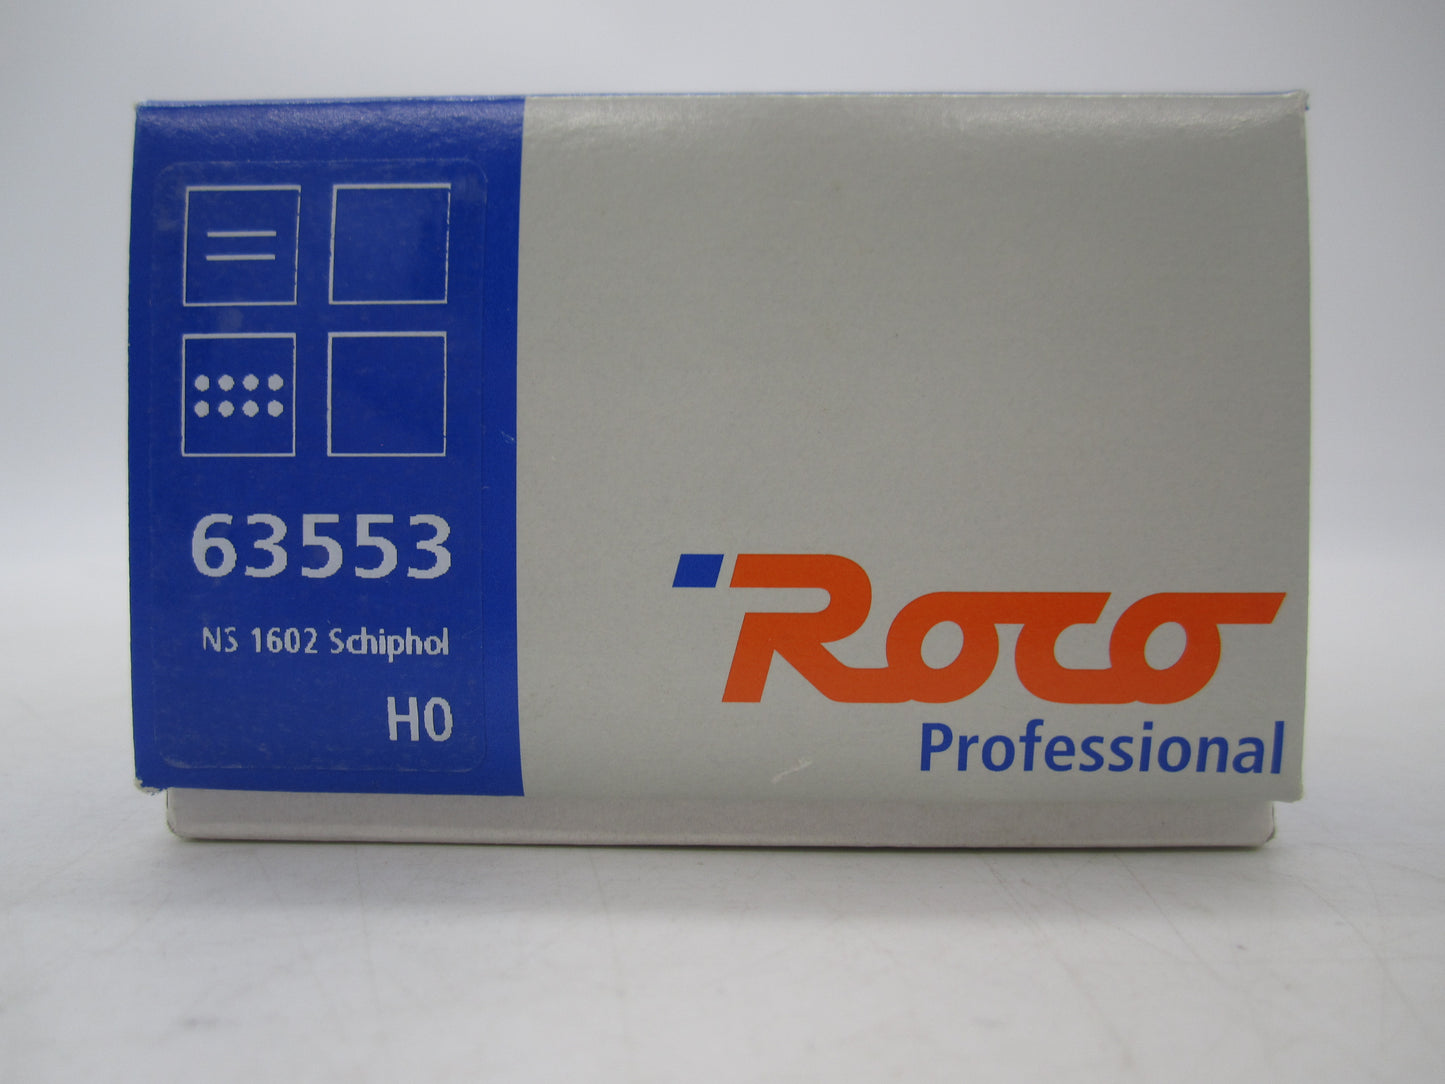 63553
NS 1602 Schiphol
H0
Roco
Professional